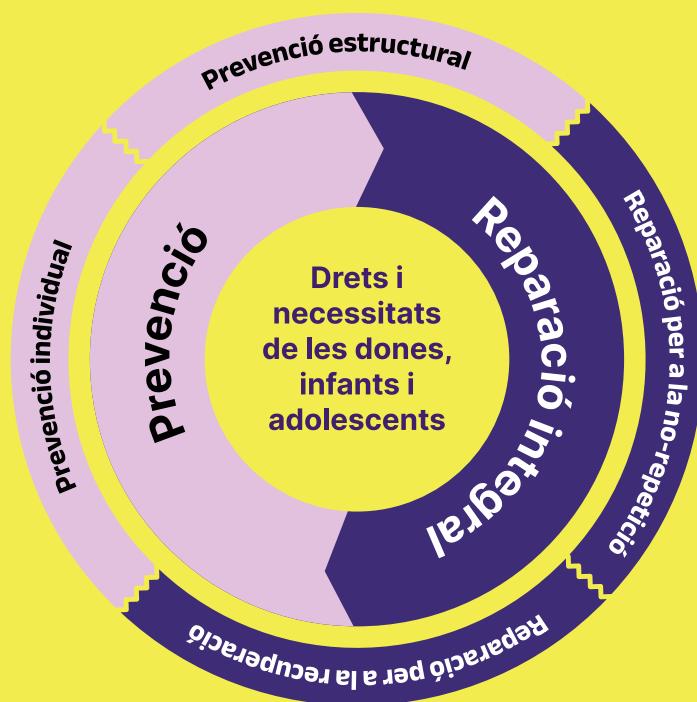 Prevenció estructural
Reparació per a la no-repetició
Reparació per a la recuperació
Prevenció individual
Prevenció
Reparació integral
Drets i
necessitats
de les dones,
infants i
adolescents